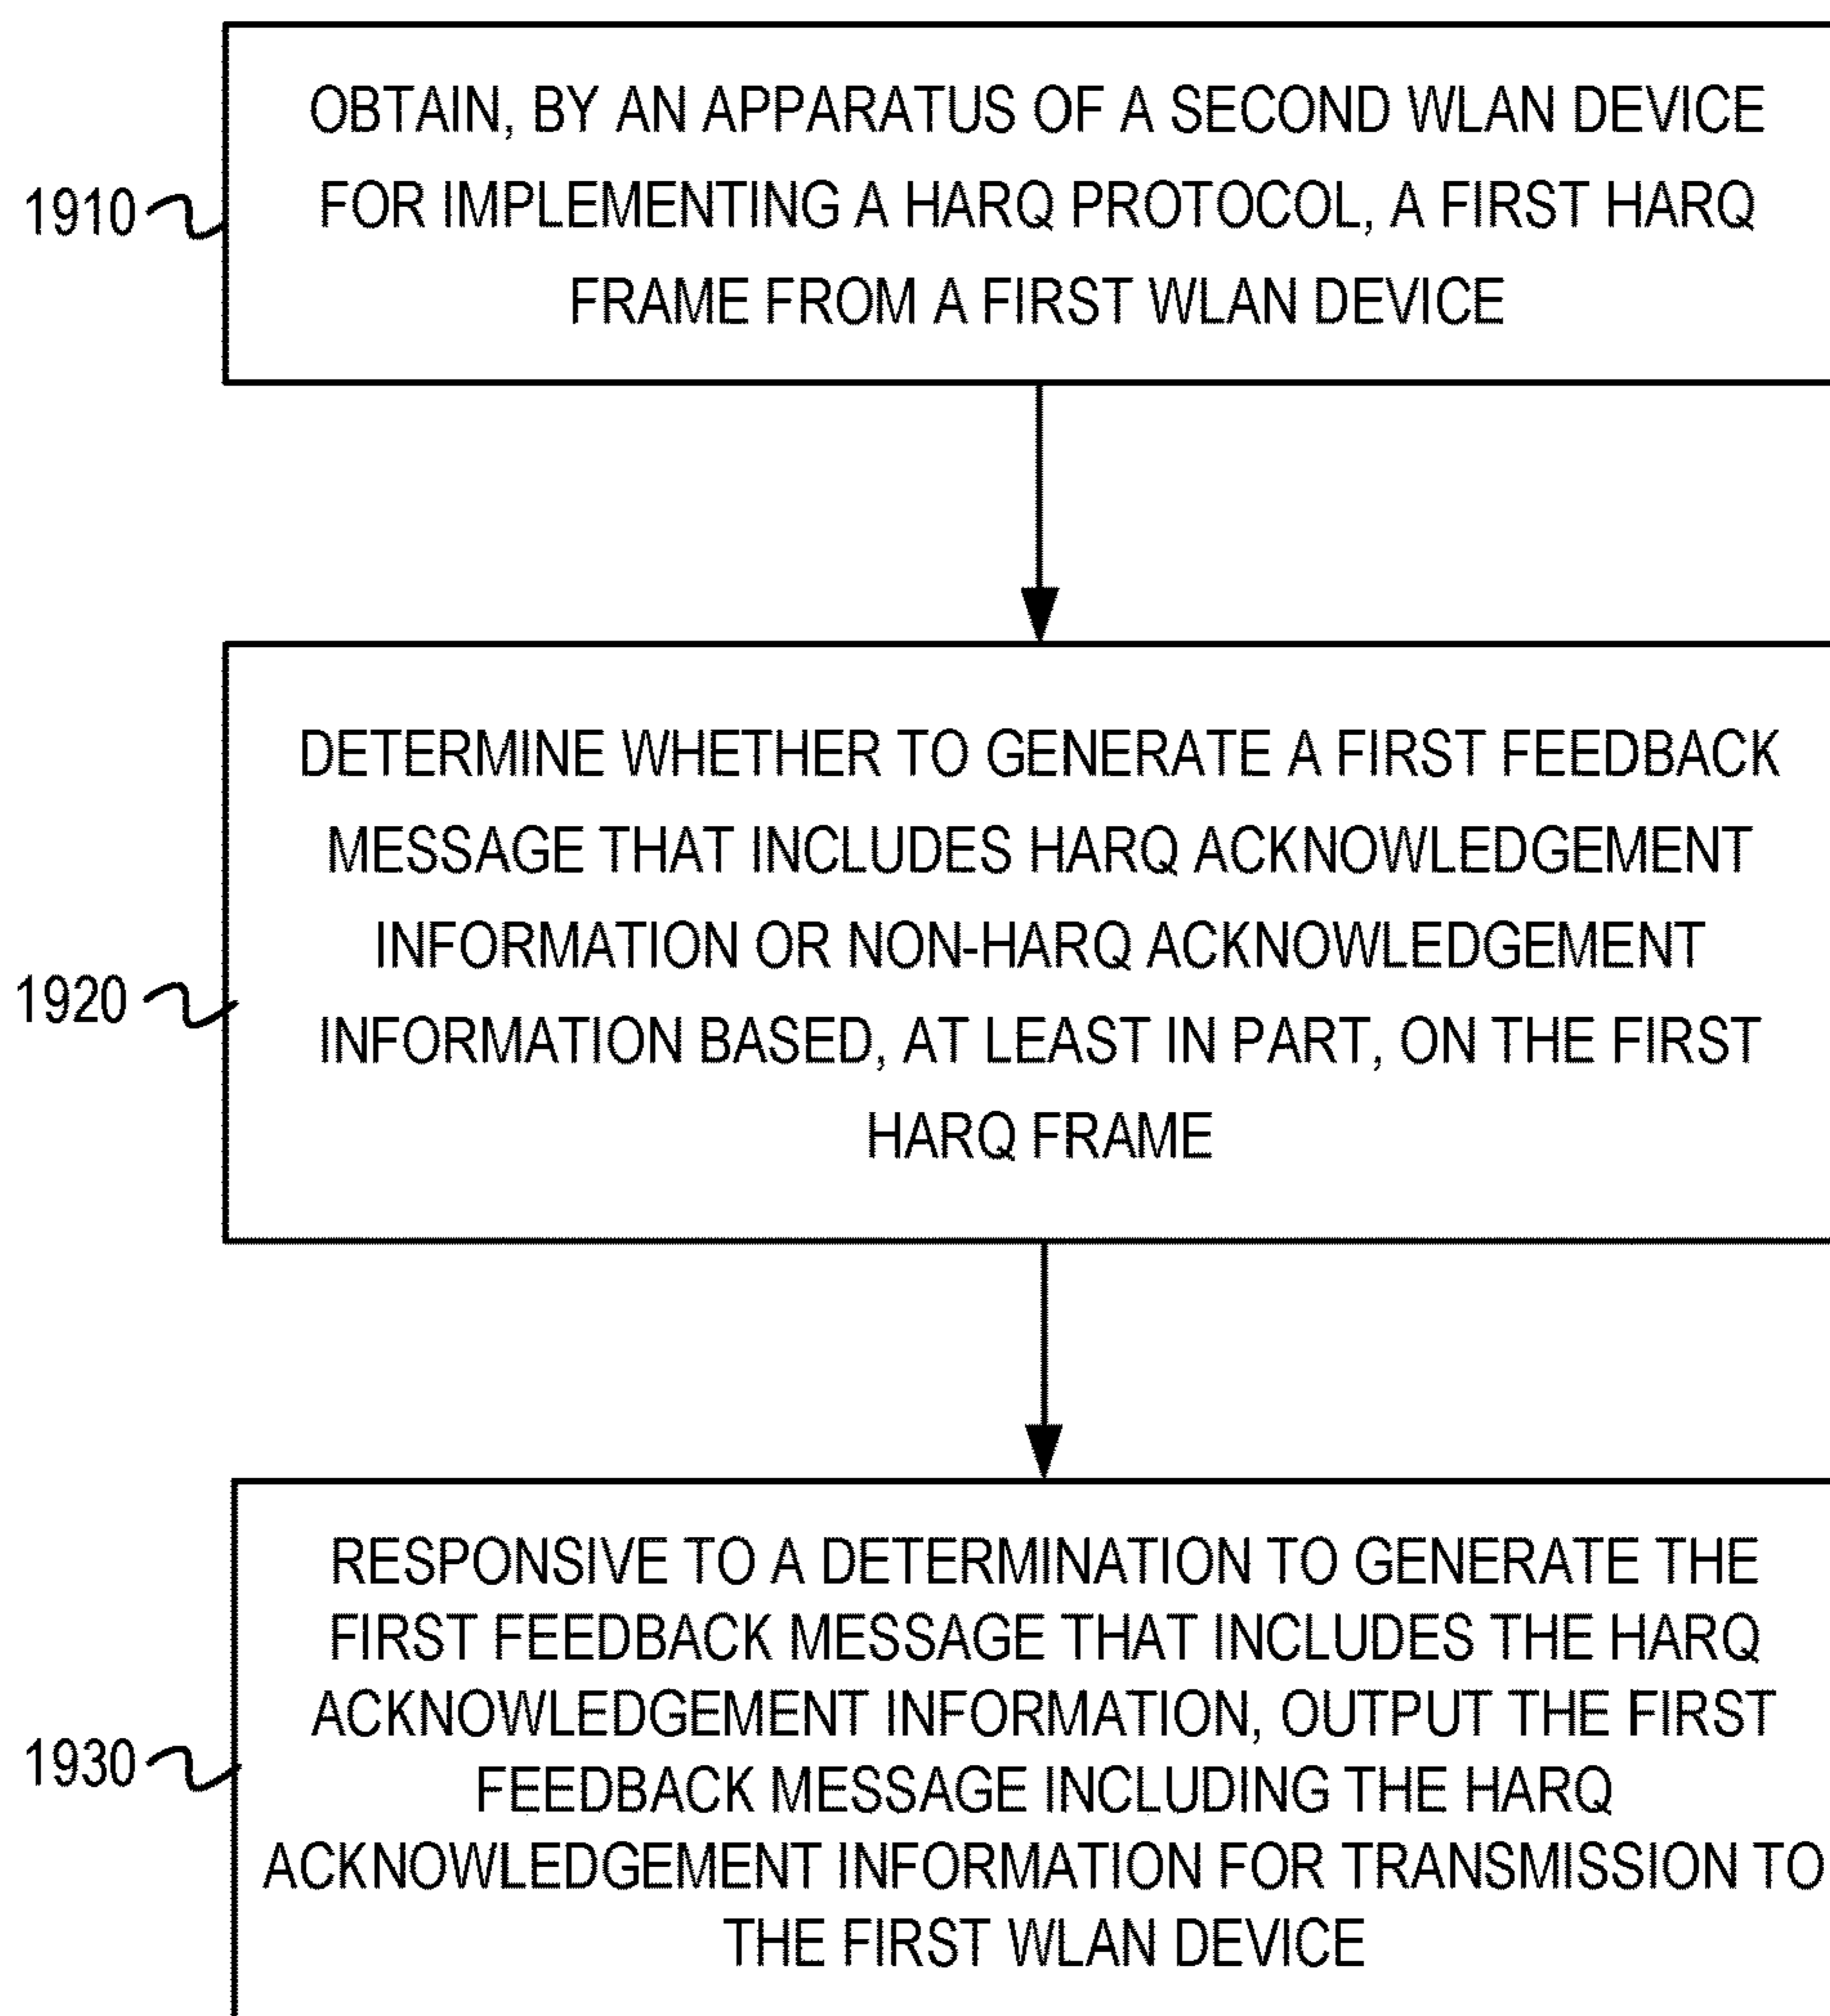 OBTAIN, BY AN APPARATUS OF A SECOND WLAN DEVICE
FOR IMPLEMENTING A HARQ PROTOCOL, A FIRST HARQ
FRAME FROM A FIRST WLAN DEVICE
1910
DETERMINE WHETHER TO GENERATE A FIRST FEEDBACK
MESSAGE THAT INCLUDES HARQ ACKNOWLEDGEMENT
INFORMATION OR NON-HARQ ACKNOWLEDGEMENT
INFORMATION BASED, AT LEAST IN PART, ON THE FIRST
HARQ FRAME
1920
RESPONSIVE TO A DETERMINATION TO GENERATE THE
FIRST FEEDBACK MESSAGE THAT INCLUDES THE HARQ
ACKNOWLEDGEMENT INFORMATION, OUTPUT THE FIRST
FEEDBACK MESSAGE INCLUDING THE HARQ
ACKNOWLEDGEMENT INFORMATION FOR TRANSMISSION TO
THE FIRST WLAN DEVICE
1930